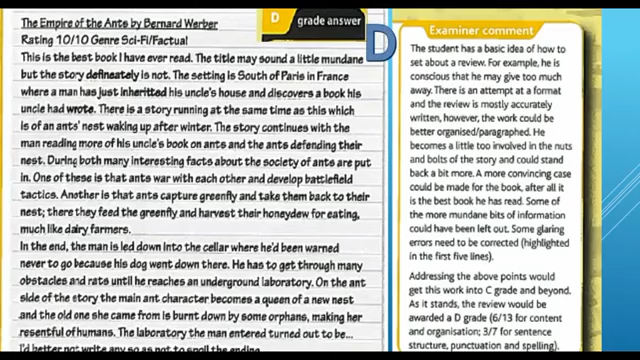 D grade answer
D
The Empire of the Ants by Bernard Werber
Rating 10/10 Genre Sci-Fi/Factual
This is the best book I have ever read. The title may sound a little mundane
but the story defineately is not. The setting is South of Paris in France
where a man has just inheritted his uncle's house and discovers a book his
uncle had wrote. There is a story running at the same time as this which
is of an ants' nest waking up after winter. The story continues with the
man reading more of his uncle's book on ants and the ants defending their
nest. During both many interesting facts about the society of ants are put
in. One of these is that ants war with each other and develop battlefield
tactics. Another is that ants capture greenfly and take them back to their
nest; there they feed the greenfly and harvest their honeydew for eating,
much like dairy farmers.
In the end, the man is led down into the cellar where he'd been warned
never to go because his dog went down there. He has to get through many
obstacles and rats until he reaches an underground laboratory. On the ant
side of the story the main ant character becomes a queen of a new nest
and the old one she came from is burnt down by some orphans, making her
resentful of humans. The laboratory the man entered turned out to be...
I'd better not write any so as not to spoil the ending.
Examiner comment
The student has a basic idea of how to
set about a review. For example, he is
conscious that he may give too much
away. There is an attempt at a format
and the review is mostly accurately
written, however, the work could be
better organised/paragraphed. He
becomes a little too involved in the nuts
and bolts of the story and could stand
back a bit more. A more convincing case
could be made for the book, after all it
is the best book he has read. Some of
the more mundane bits of information
could have been left out. Some glaring
errors need to be corrected (highlighted
in the first five lines).
Addressing the above points would
get this work into C grade and beyond.
As it stands, the review would be
awarded a D grade (6/13 for content
and organisation; 3/7 for sentence
structure, punctuation and spelling).